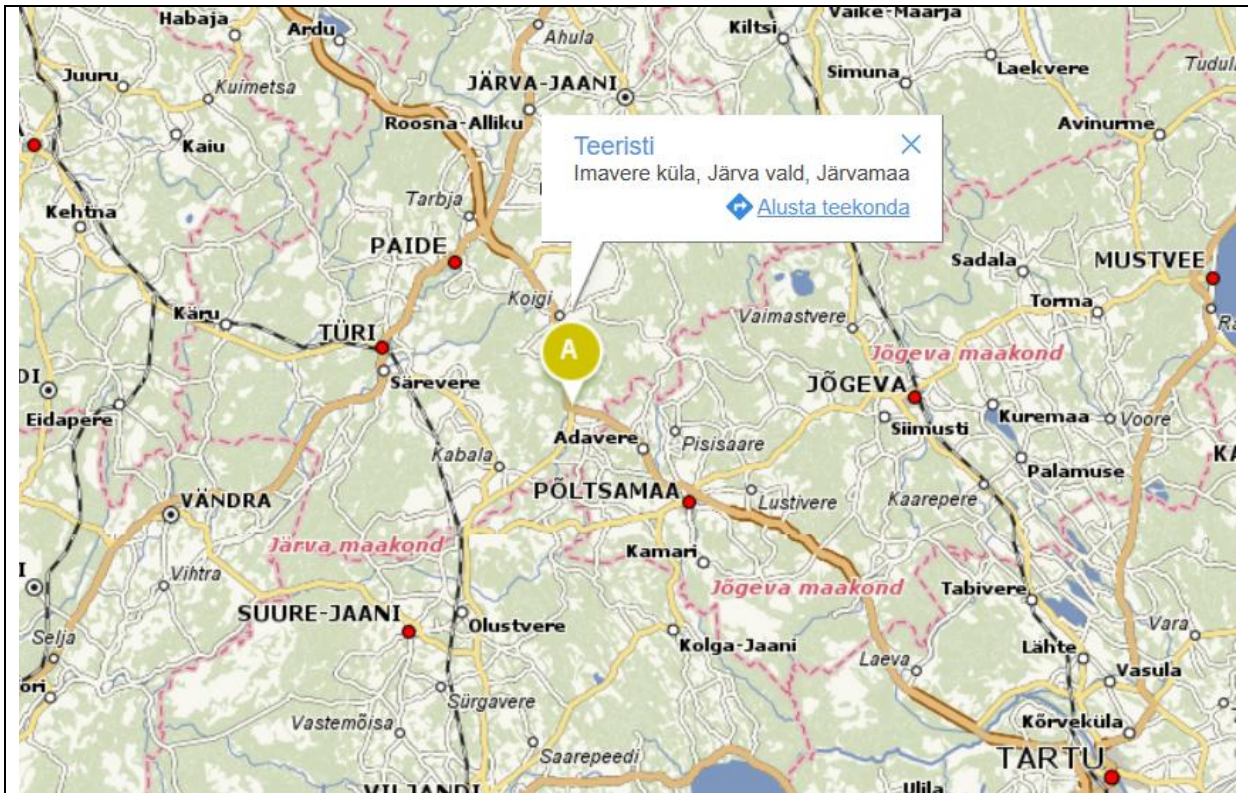 Habaja
Ardu
Ahula
Kiltsi
Väike-Maarja
Juuru
Kuimetsa
JÄRVA-JAANI
Simuna
Laekvere
Roosna-Alliku
Avinurme
Kaiu
Teeristi
Imavere küla, Järva vald, Järvamaa
Alusta teekonda
Tarbja
Kehtna
PAIDE
Sadala
MUSTVEE
Koigi
Torma
Käru
TÜRI
Vaimastvere
A
Jõgeva maakond
Särevere
JÕGEVA
Eidapere
Kuremaa
Voore
Siimusti
Adavere
Pisisaare
Kabala
Palamuse
PÕLTSAMAA
VÄNDRA
Lustivere
Kaarepere
Järva maakond
Kamari
Vihtra
Jõgeva maakond
Tabivere
SUURE-JAANI
Olustvere
Vara
Selja
Kolga-Jaani
Lähte
Laeva
Vasula
Sürgavere
Vastemõisa
Kõrveküla
Saarepeedi
TARTU
VILJANDI
Ulila